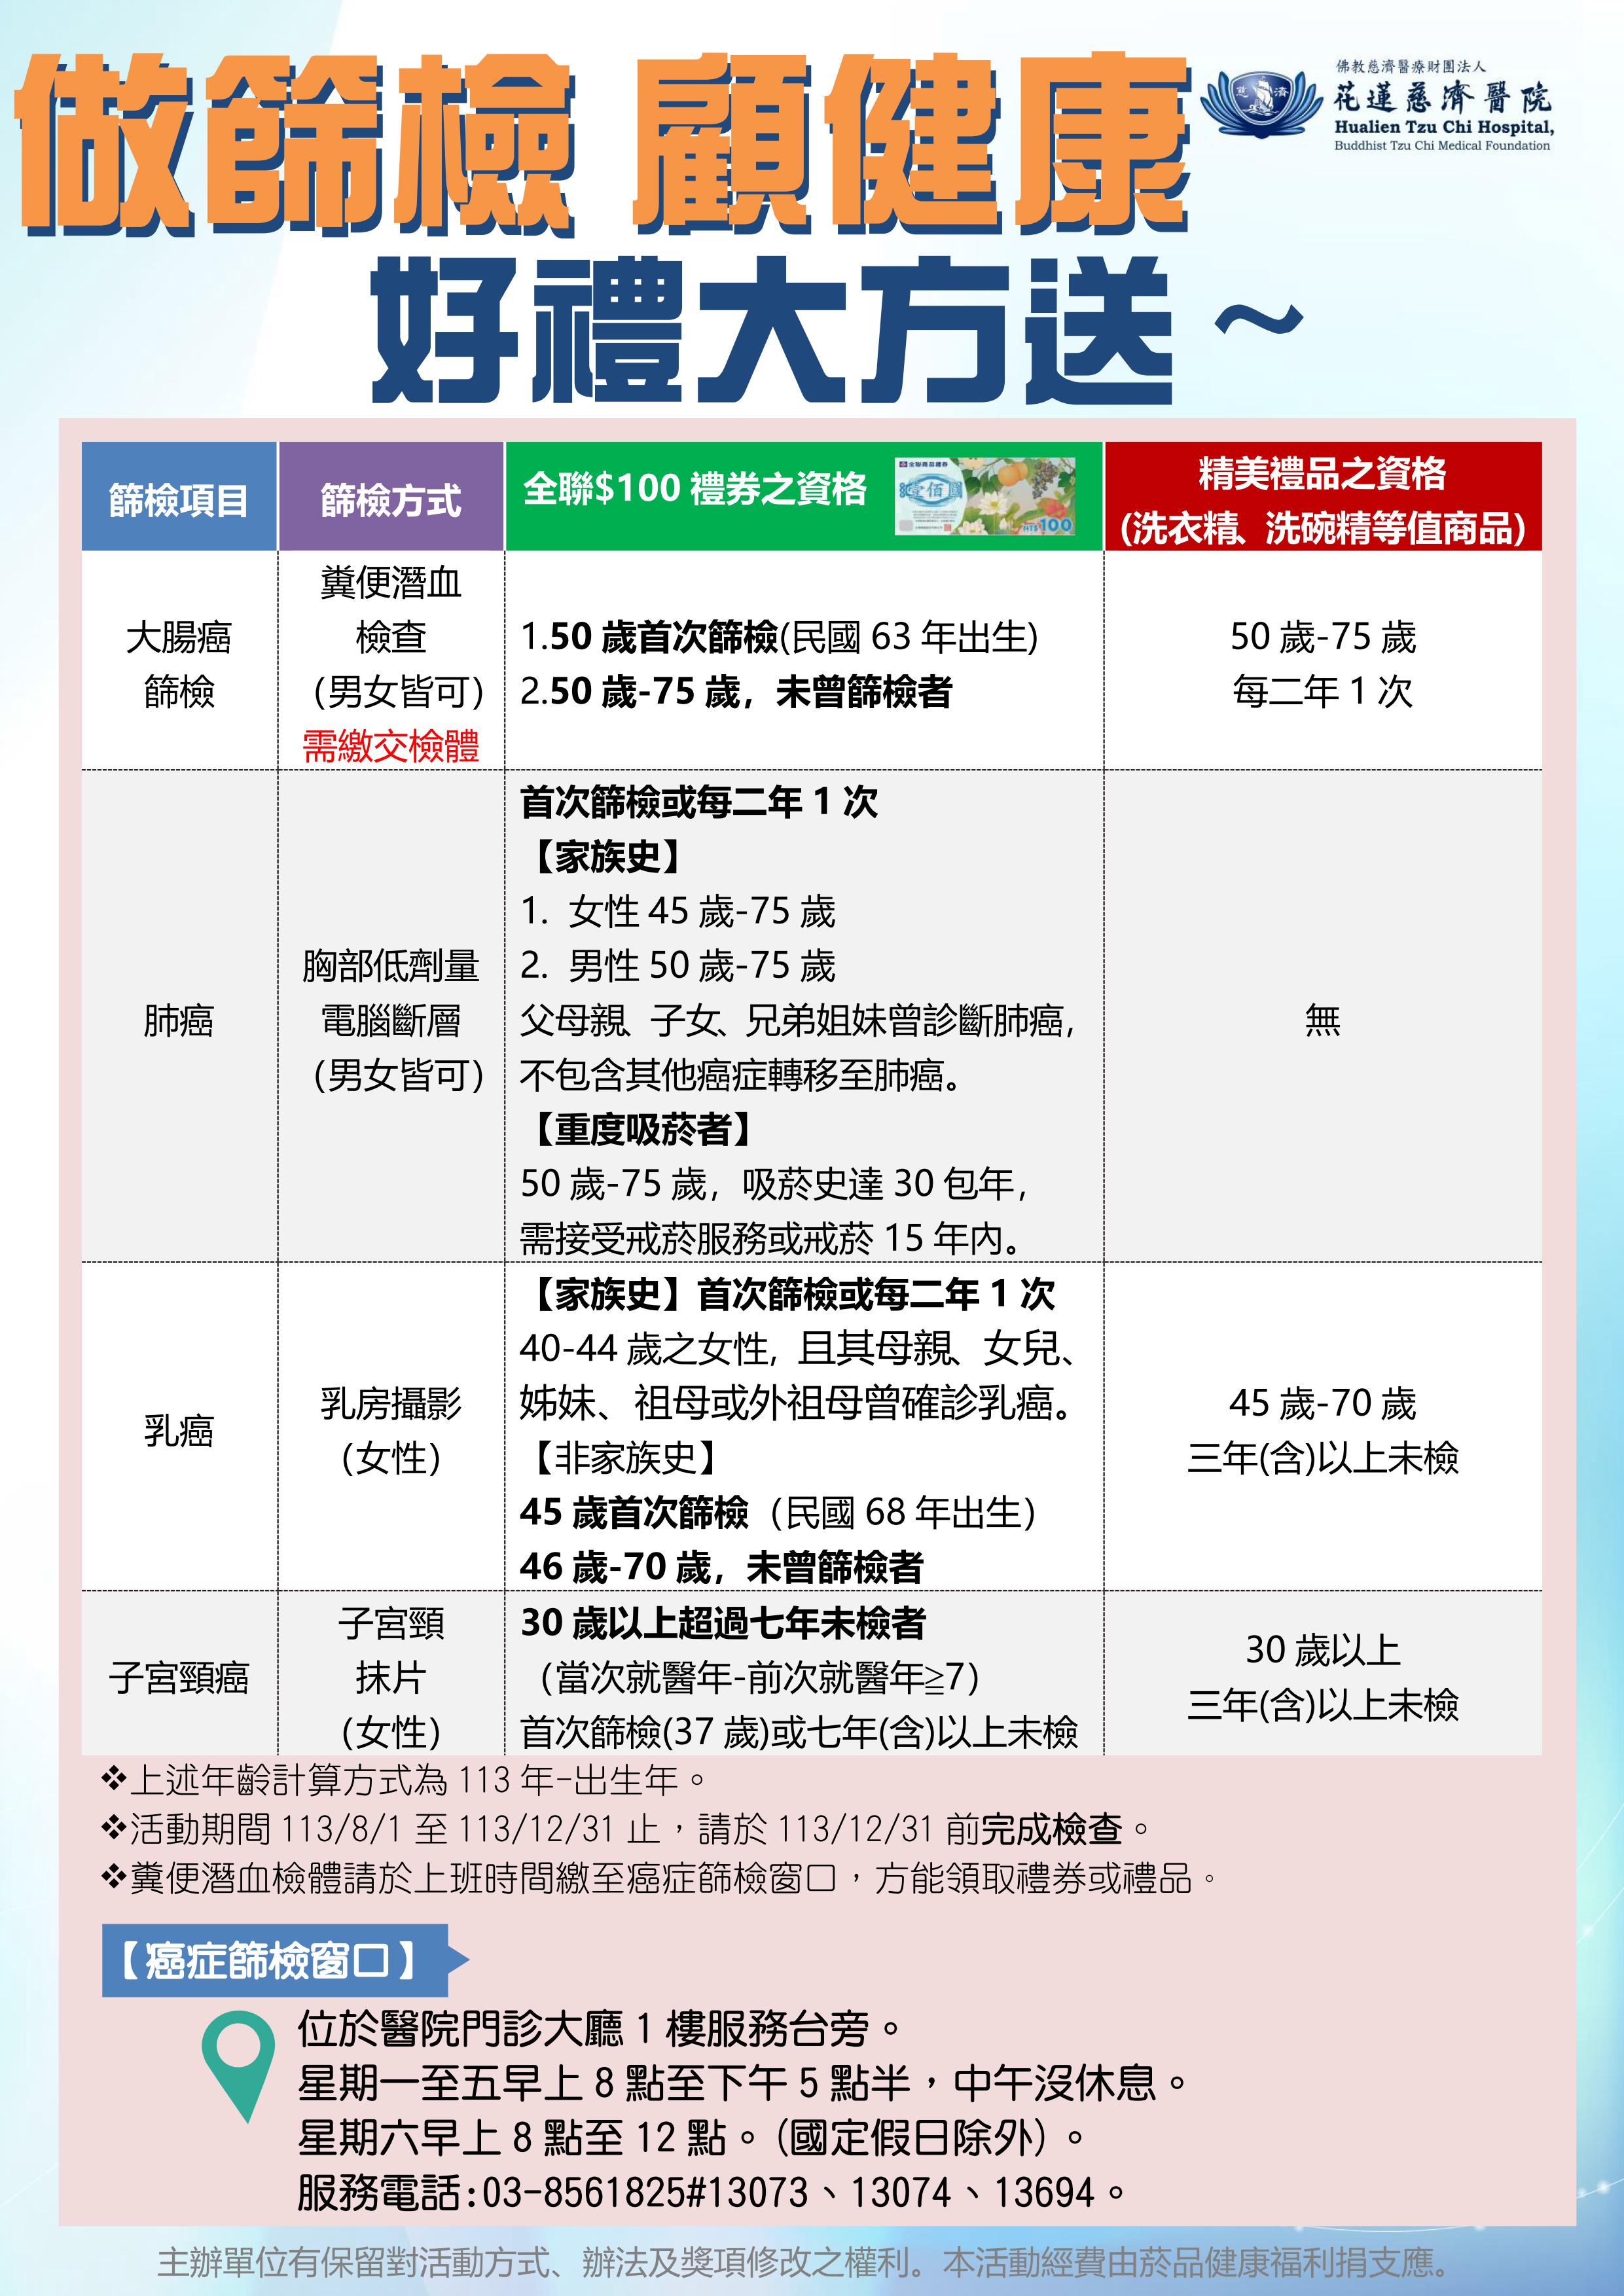 做篩檢 顧健康
佛教慈濟醫療財團法人
花蓮慈濟醫院
Hualien Tzu Chi Hospital,
Buddhist Tzu Chi Medical Foundation
慈 濟
好禮大方送~
篩檢項目
篩檢方式
全聯$100 禮券之資格
全聯商品禮券
壹佰圓
NT$100
精美禮品之資格
(洗衣精、洗碗精等值商品)
大腸癌
篩檢
糞便潛血
檢查
(男女皆可)
需繳交檢體
1.50 歲首次篩檢(民國 63 年出生)
2.50 歲-75 歲，未曾篩檢者
50 歲-75 歲
每二年 1 次
肺癌
胸部低劑量
電腦斷層
(男女皆可)
首次篩檢或每二年 1 次
【家族史】
1. 女性 45 歲-75 歲
2. 男性 50 歲-75 歲
父母親、子女、兄弟姐妹曾診斷肺癌，
不包含其他癌症轉移至肺癌。
【重度吸菸者】
50 歲-75 歲，吸菸史達 30 包年，
需接受戒菸服務或戒菸 15 年內。
無
乳癌
乳房攝影
(女性)
【家族史】首次篩檢或每二年 1 次
40-44 歲之女性，且其母親、女兒、
姊妹、祖母或外祖母曾確診乳癌。
【非家族史】
45 歲首次篩檢（民國 68 年出生）
46 歲-70 歲，未曾篩檢者
45 歲-70 歲
三年(含)以上未檢
子宮頸癌
子宮頸
抹片
(女性)
30 歲以上超過七年未檢者
（當次就醫年-前次就醫年≧7）
首次篩檢(37 歲)或七年(含)以上未檢
30 歲以上
三年(含)以上未檢
❖上述年齡計算方式為 113 年-出生年。
❖活動期間 113/8/1 至 113/12/31 止，請於 113/12/31 前完成檢查。
❖糞便潛血檢體請於上班時間繳至癌症篩檢窗口，方能領取禮券或禮品。
【癌症篩檢窗口】
位於醫院門診大廳 1 樓服務台旁。
星期一至五早上 8 點至下午 5 點半，中午沒休息。
星期六早上 8 點至 12 點。(國定假日除外)。
服務電話:03-8561825#13073、13074、13694。
主辦單位有保留對活動方式、辦法及獎項修改之權利。本活動經費由菸品健康福利捐支應。